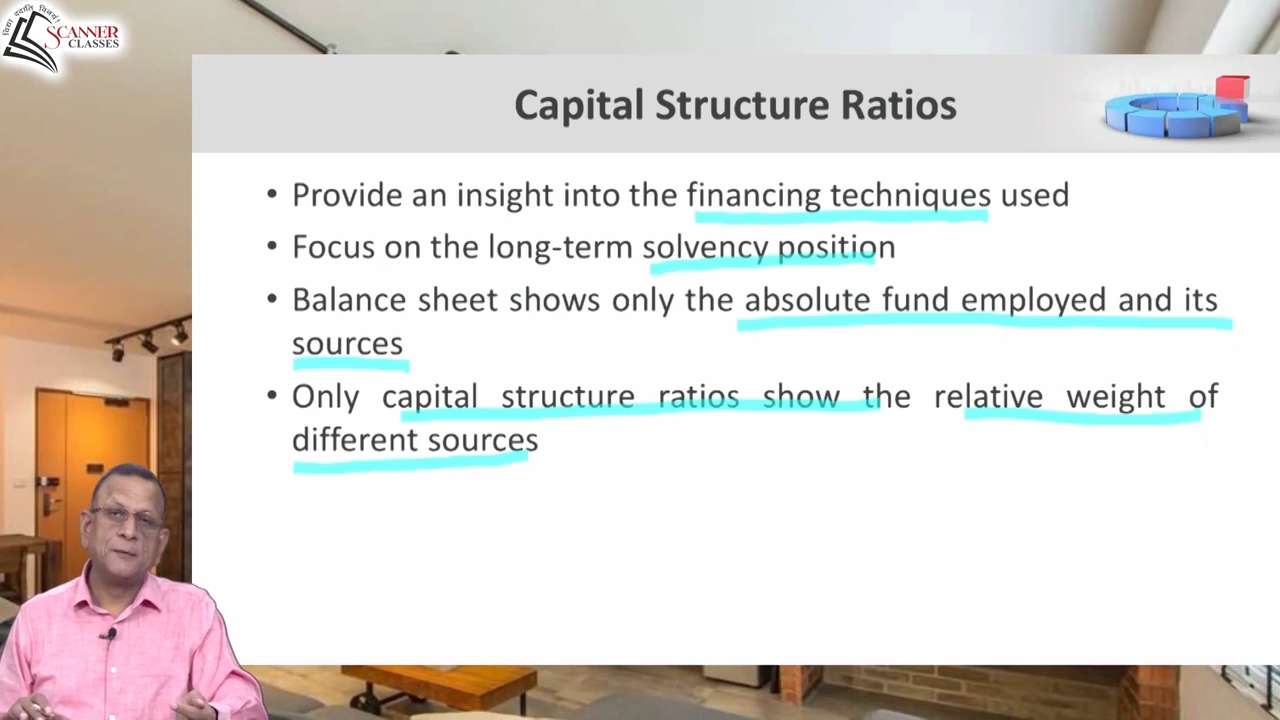 विद्या ददाति विनयं।
SCANNER
CLASSES
Capital Structure Ratios
• Provide an insight into the financing techniques used
• Focus on the long-term solvency position
• Balance sheet shows only the absolute fund employed and its
sources
• Only capital structure ratios show the relative weight of
different sources